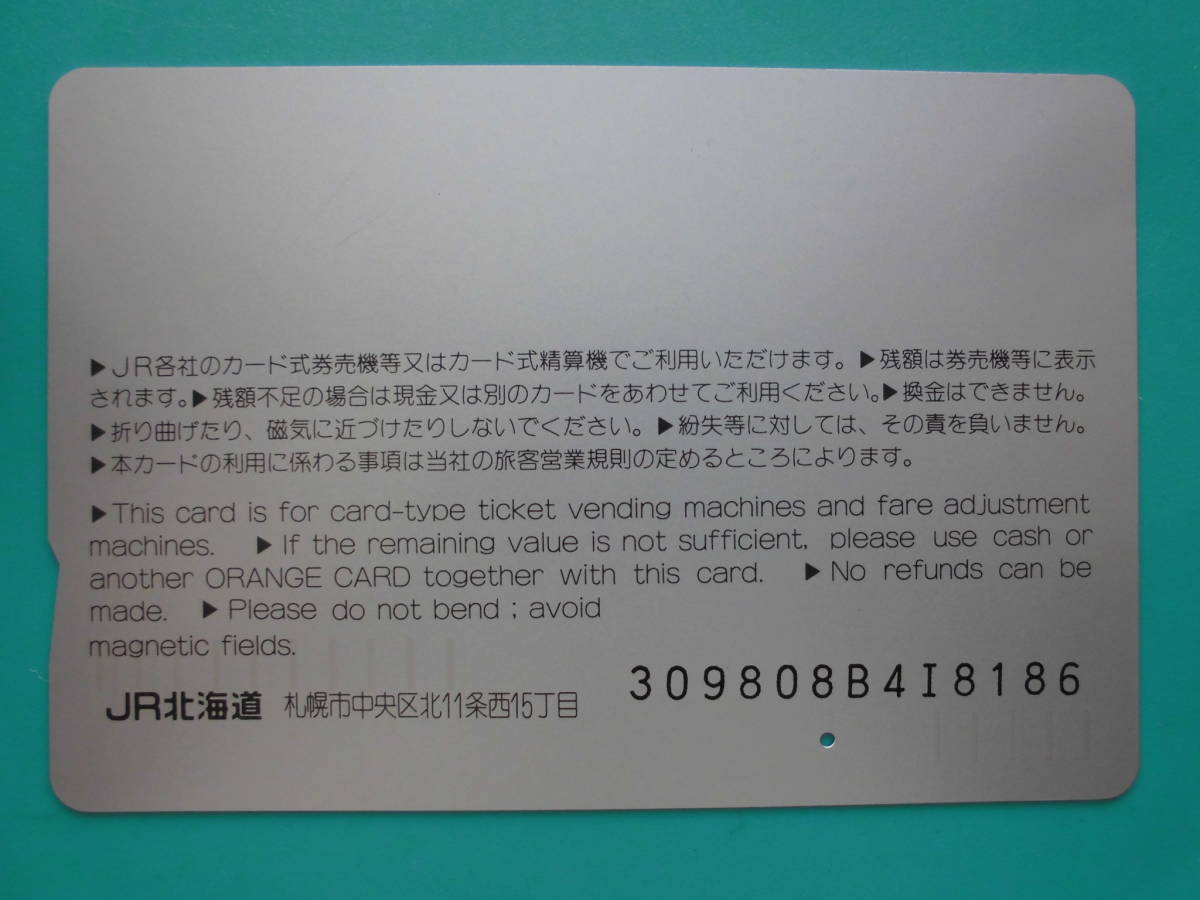 ▶JR各社のカード式券売機等又はカード式精算機でご利用いただけます。▶残額は券売機等に表示
されます。▶残額不足の場合は現金又は別のカードをあわせてご利用ください。▶換金はできません。
▶折り曲げたり、磁気に近づけたりしないでください。▶紛失等に対しては、その責を負いません。
▶本カードの利用に係わる事項は当社の旅客営業規則の定めるところによります。
▶This card is for card-type ticket vending machines and fare adjustment
machines. ▶If the remaining value is not sufficient, please use cash or
another ORANGE CARD together with this card. ▶No refunds can be
made. ▶Please do not bend ; avoid
magnetic fields.
309808B4I8186
JR北海道 札幌市中央区北11条西15丁目